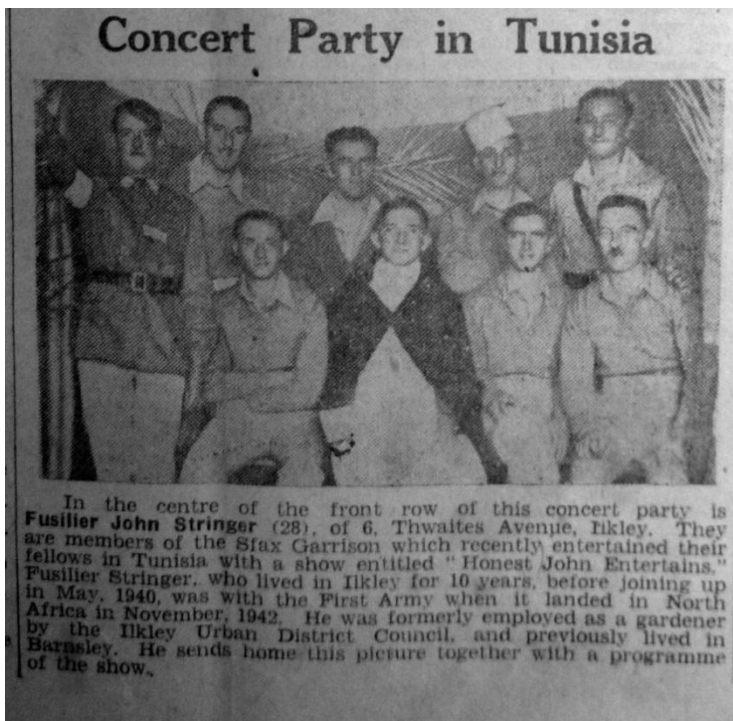 Concert Party in Tunisia
In the centre of the front row of this concert party is
Fusilier John Stringer (28), of 6, Thwaites Avenue, Ilkley. They
are members of the Sfax Garrison which recently entertained their
fellows in Tunisia with a show entitled "Honest John Entertains."
Fusilier Stringer, who lived in Ilkley for 10 years, before joining up
in May, 1940, was with the First Army when it landed in North
Africa in November, 1942. He was formerly employed as a gardener
by the Ilkley Urban District Council, and previously lived in
Barnsley. He sends home this picture together with a programme
of the show.